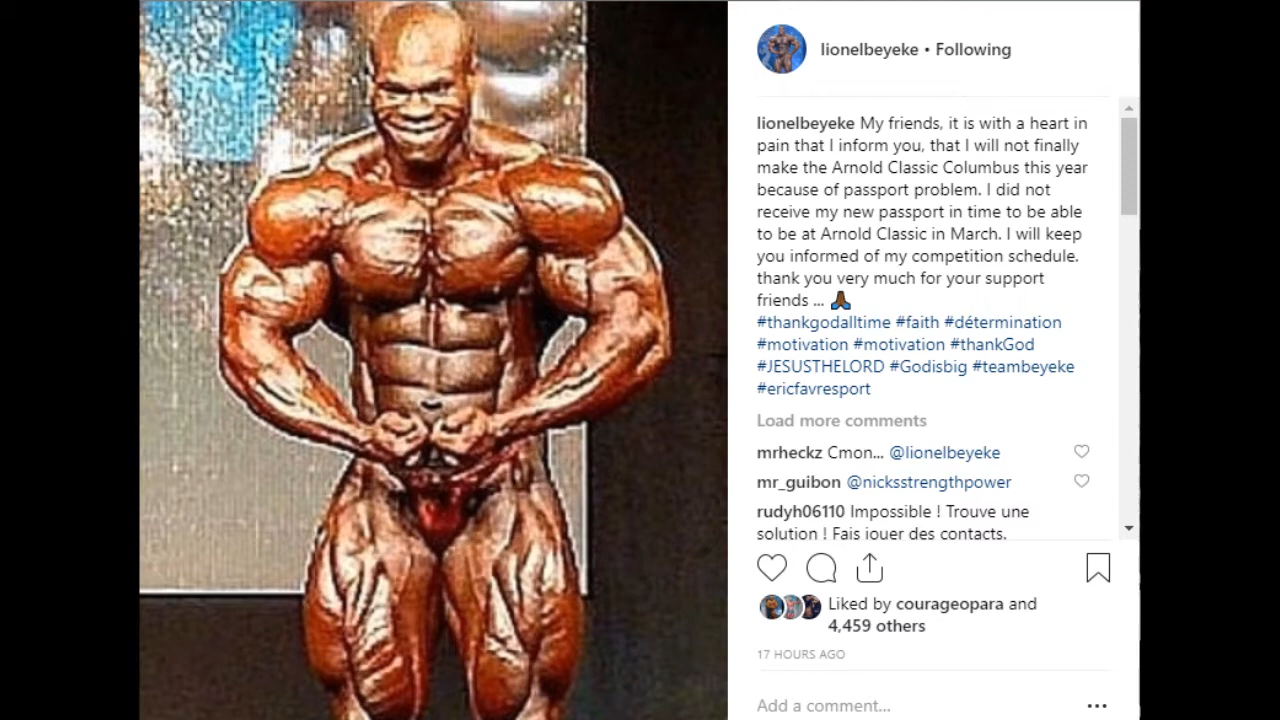 lionelbeyeke • Following
lionelbeyeke My friends, it is with a heart in
pain that I inform you, that I will not finally
make the Arnold Classic Columbus this year
because of passport problem. I did not
receive my new passport in time to be able
to be at Arnold Classic in March. I will keep
you informed of my competition schedule.
thank you very much for your support
friends ... 🙏🏾
#thankgodalltime #faith #détermination
#motivation #motivation #thankGod
#JESUSTHELORD #Godisbig #teambeyeke
#ericfavresport
Load more comments
mrheckz Cmon... @lionelbeyeke
mr_guibon @nicksstrengthpower
rudyh06110 Impossible ! Trouve une
solution ! Fais jouer des contacts.
Liked by courageopara and
4,459 others
17 HOURS AGO
Add a comment...